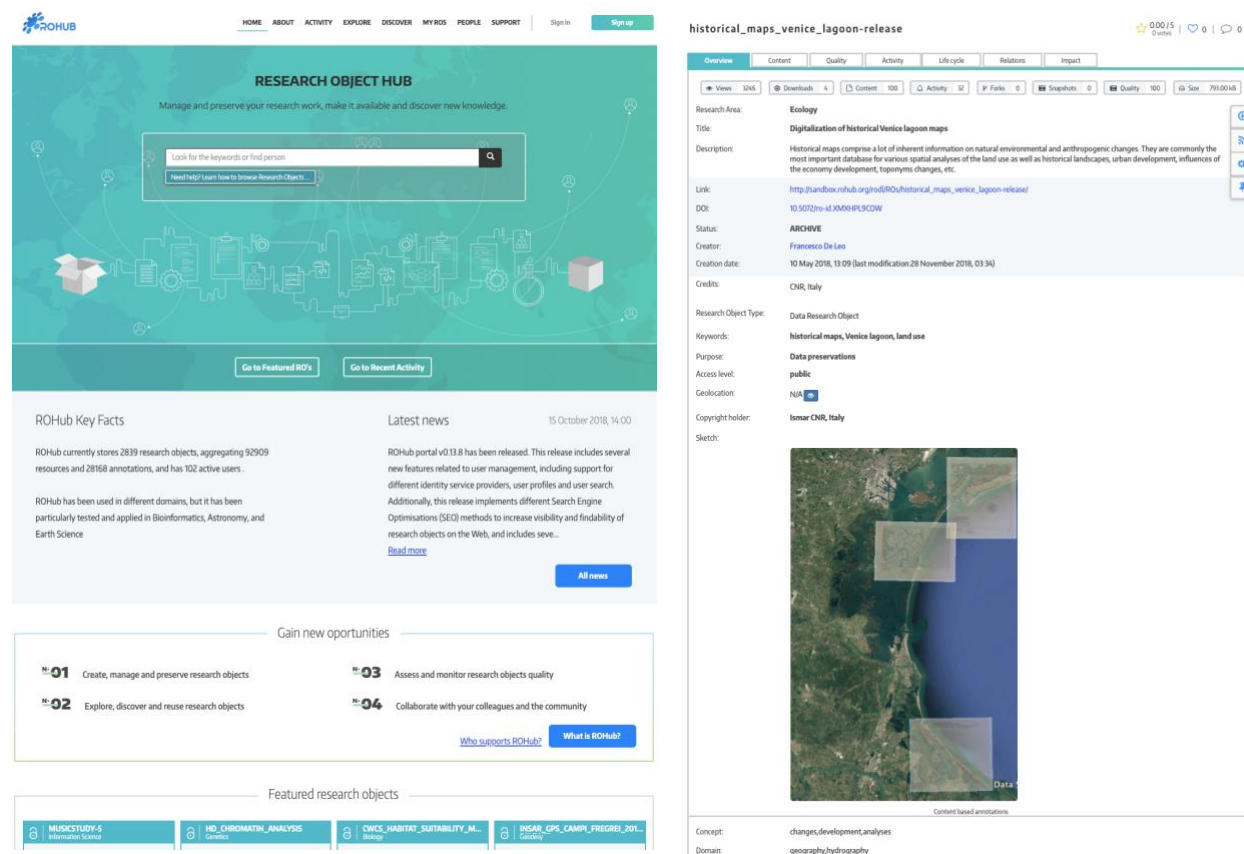 ROHUB
HOME ABOUT ACTIVITY EXPLORE DISCOVER MY ROS PEOPLE SUPPORT Sign in Sign up
RESEARCH OBJECT HUB
Manage and preserve your research work, make it available and discover new knowledge.
Look for the keywords or find person
Need help? Learn how to browse Research Objects...
Go to Featured RO's Go to Recent Activity
ROHub Key Facts
ROHub currently stores 2839 research objects, aggregating 92909
resources and 28168 annotations, and has 102 active users .
ROHub has been used in different domains, but it has been
particularly tested and applied in Bioinformatics, Astronomy, and
Earth Science
Latest news 15 October 2018, 14:00
ROHub portal v0.13.8 has been released. This release includes several
new features related to user management, including support for
different identity service providers, user profiles and user search.
Additionally, this release implements different Search Engine
Optimisations (SEO) methods to increase visibility and findability of
research objects on the Web, and includes seve...
Read more
All news
Gain new oportunities
N·01 Create, manage and preserve research objects
N·02 Explore, discover and reuse research objects
N·03 Assess and monitor research objects quality
N·04 Collaborate with your colleagues and the community
Who supports ROHub? What is ROHub?
Featured research objects
MUSICSTUDY-5 HD_CHROMATIN_ANALYSIS CWCS_HABITAT_SUITABILITY_M... INSAR_GPS_CAMPI_FREGREI_201...
Information Science Genetics Biology Geodesy
historical_maps_venice_lagoon-release
0.00 / 5 | 0 | 0
0 votes
Overview Content Quality Activity Life cycle Relations Impact
Views 1246 Downloads 4 Content 100 Activity 12 Forks 0 Snapshots 0 Quality 100 Size 793.00 kB
Research Area: Ecology
Title: Digitalization of historical Venice lagoon maps
Description: Historical maps comprise a lot of inherent information on natural environmental and anthropogenic changes. They are commonly the
most important database for various spatial analyses of the land use as well as historical landscapes, urban development, influences of
the economy development, toponyms changes, etc.
Link: http://sandbox.rohub.org/rodl/ROs/historical_maps_venice_lagoon-release/
DOI: 10.5072/ro-id.XMXHPL9CDW
Status: ARCHIVE
Creator: Francesco De Leo
Creation date: 10 May 2018, 13:09 (last modification:28 November 2018, 03:34)
Credits: CNR, Italy
Research Object Type: Data Research Object
Keywords: historical maps, Venice lagoon, land use
Purpose: Data preservations
Access level: public
Geolocation: N/A
Copyright holder: Ismar CNR, Italy
Sketch:
Data
Content based annotations
Concept: changes,development,analyses
Domain: geography,hydrography